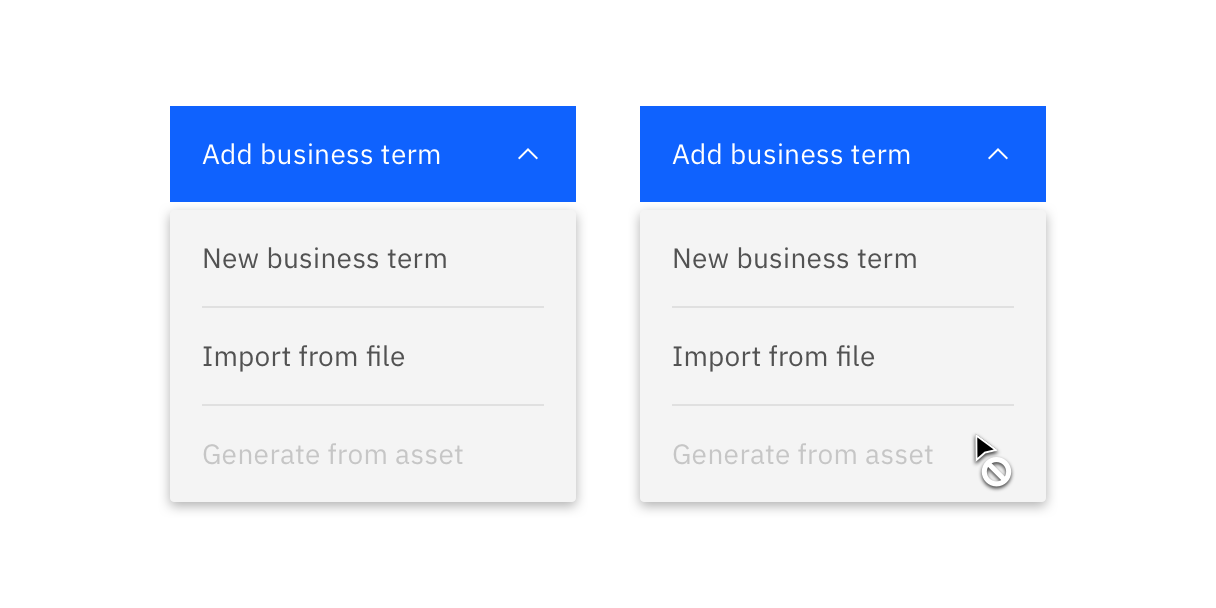 Add business term
New business term
Import from file
Generate from asset
Add business term
New business term
Import from file
Generate from asset